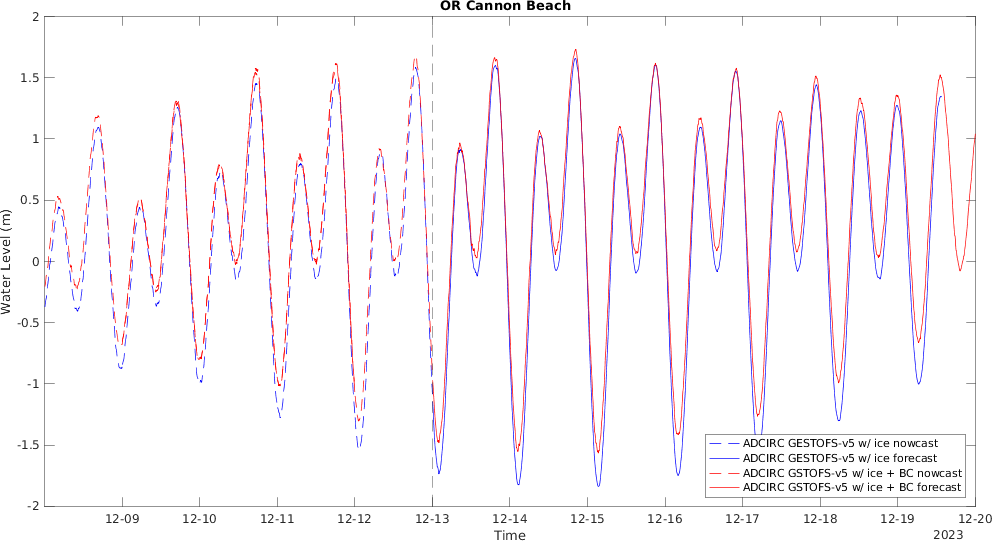 OR Cannon Beach
2
1.5
1
0.5
0
-0.5
-1
-1.5
-2
Water Level (m)
ADCIRC GESTOFS-v5 w/ ice nowcast
ADCIRC GESTOFS-v5 w/ ice forecast
ADCIRC GSTOFS-v5 w/ ice + BC nowcast
ADCIRC GSTOFS-v5 w/ ice + BC forecast
12-09 12-10 12-11 12-12 12-13 12-14 12-15 12-16 12-17 12-18 12-19 12-20
Time
2023